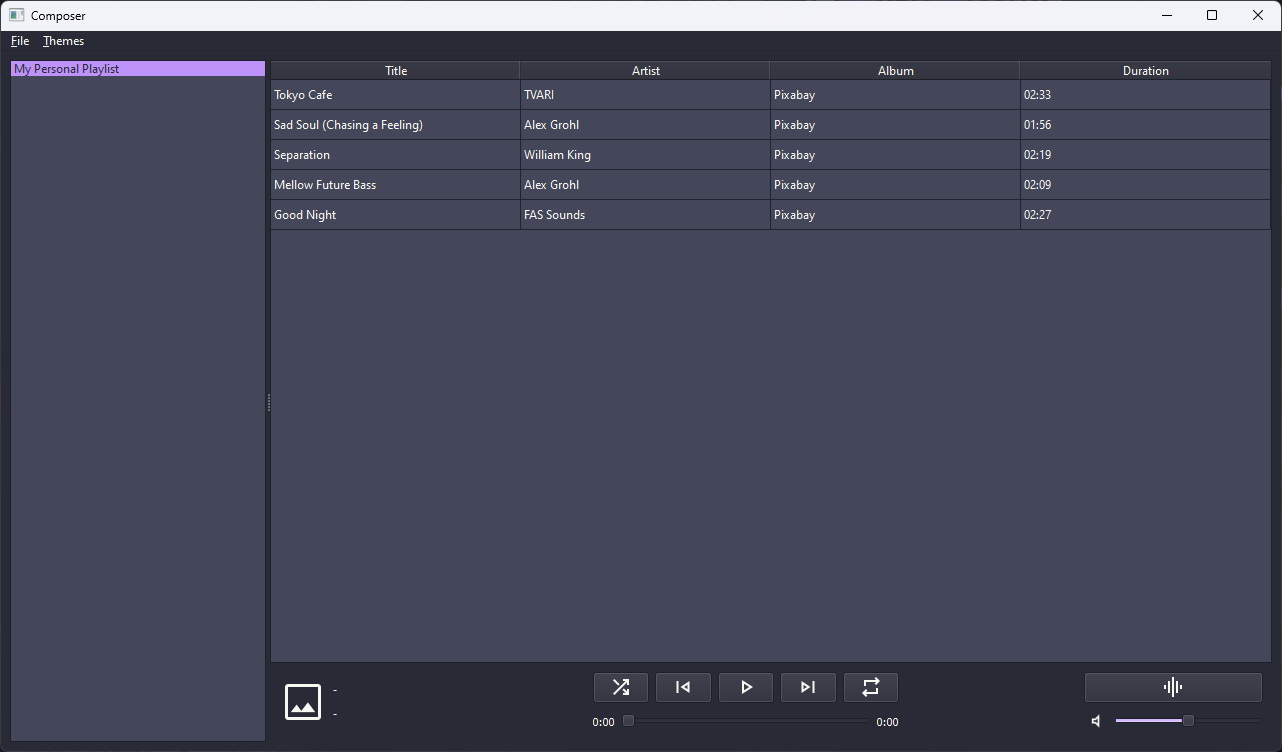 Composer
File Themes
My Personal Playlist
Title Artist Album Duration
Tokyo Cafe TVARI Pixabay 02:33
Sad Soul (Chasing a Feeling) Alex Grohl Pixabay 01:56
Separation William King Pixabay 02:19
Mellow Future Bass Alex Grohl Pixabay 02:09
Good Night FAS Sounds Pixabay 02:27
-
-
0:00 0:00